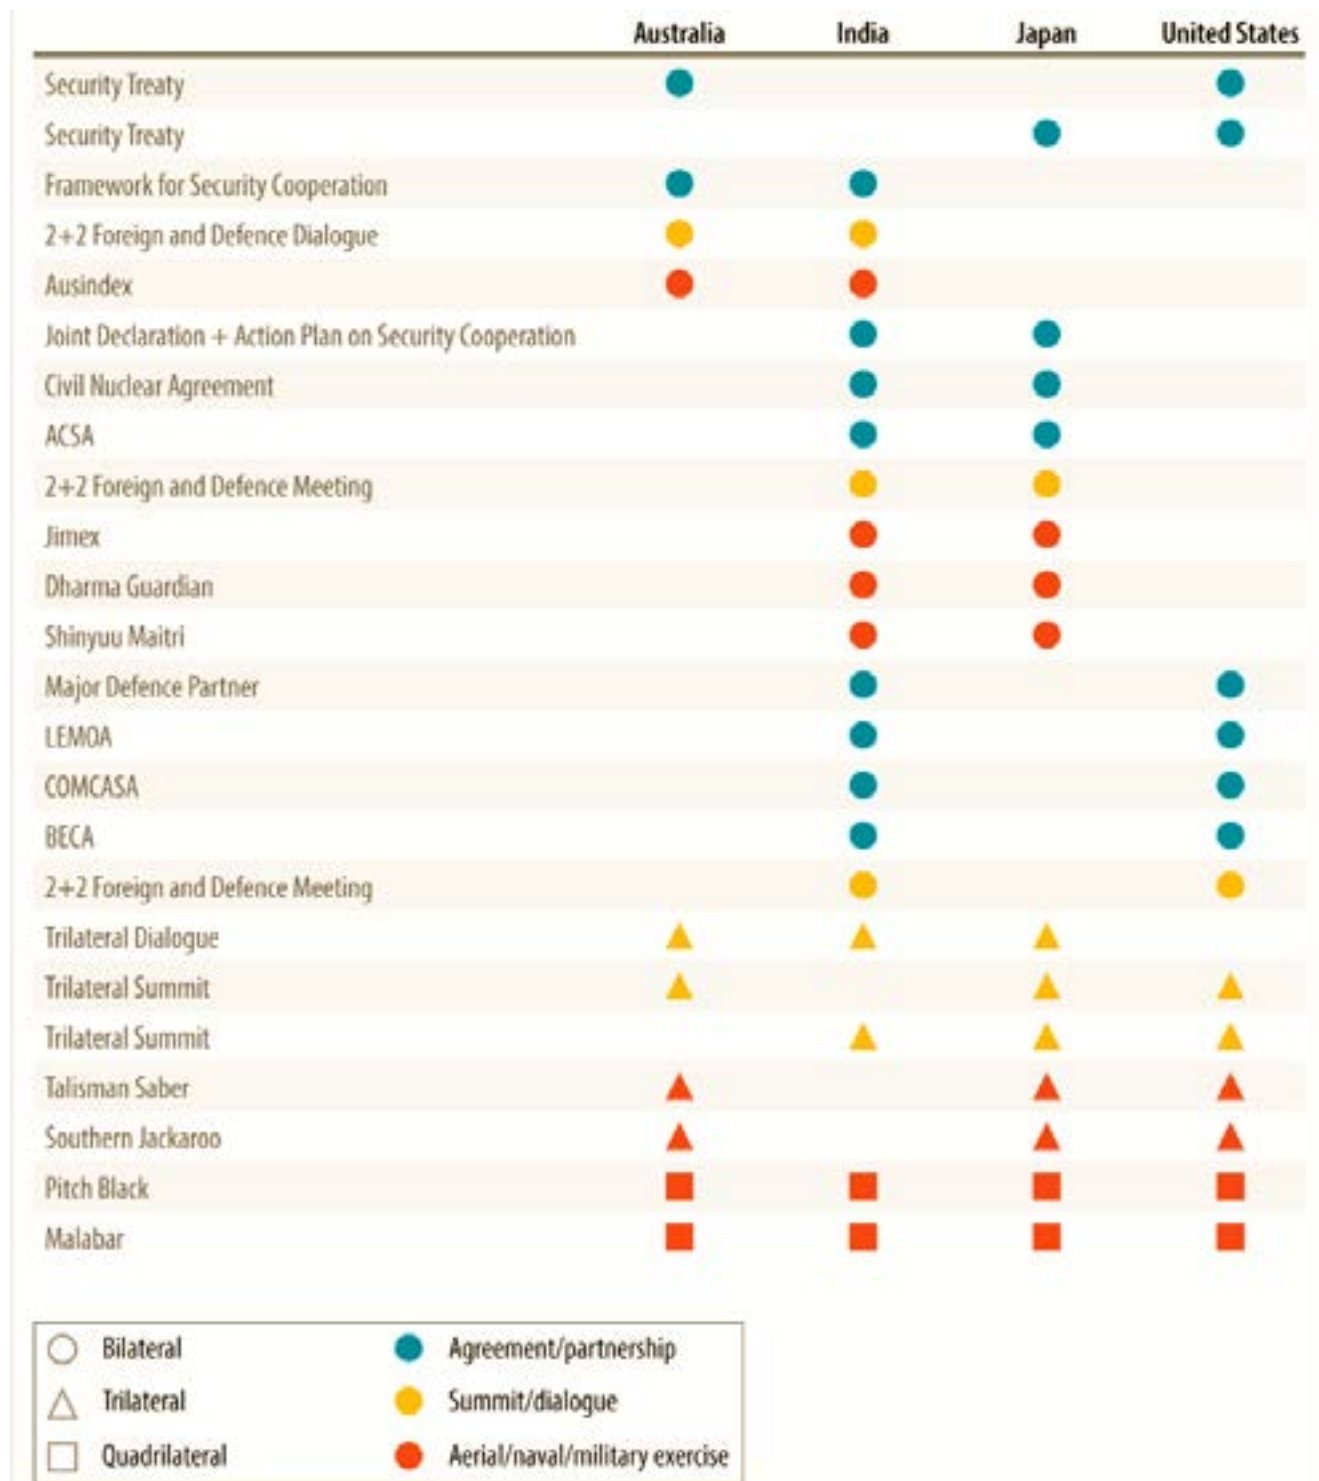 Australia India Japan United States
Security Treaty
Security Treaty
Framework for Security Cooperation
2+2 Foreign and Defence Dialogue
Ausindex
Joint Declaration + Action Plan on Security Cooperation
Civil Nuclear Agreement
ACSA
2+2 Foreign and Defence Meeting
Jimex
Dharma Guardian
Shinyuu Maitri
Major Defence Partner
LEMOA
COMCASA
BECA
2+2 Foreign and Defence Meeting
Trilateral Dialogue
Trilateral Summit
Trilateral Summit
Talisman Saber
Southern Jackaroo
Pitch Black
Malabar
Bilateral Agreement/partnership
Trilateral Summit/dialogue
Quadrilateral Aerial/naval/military exercise